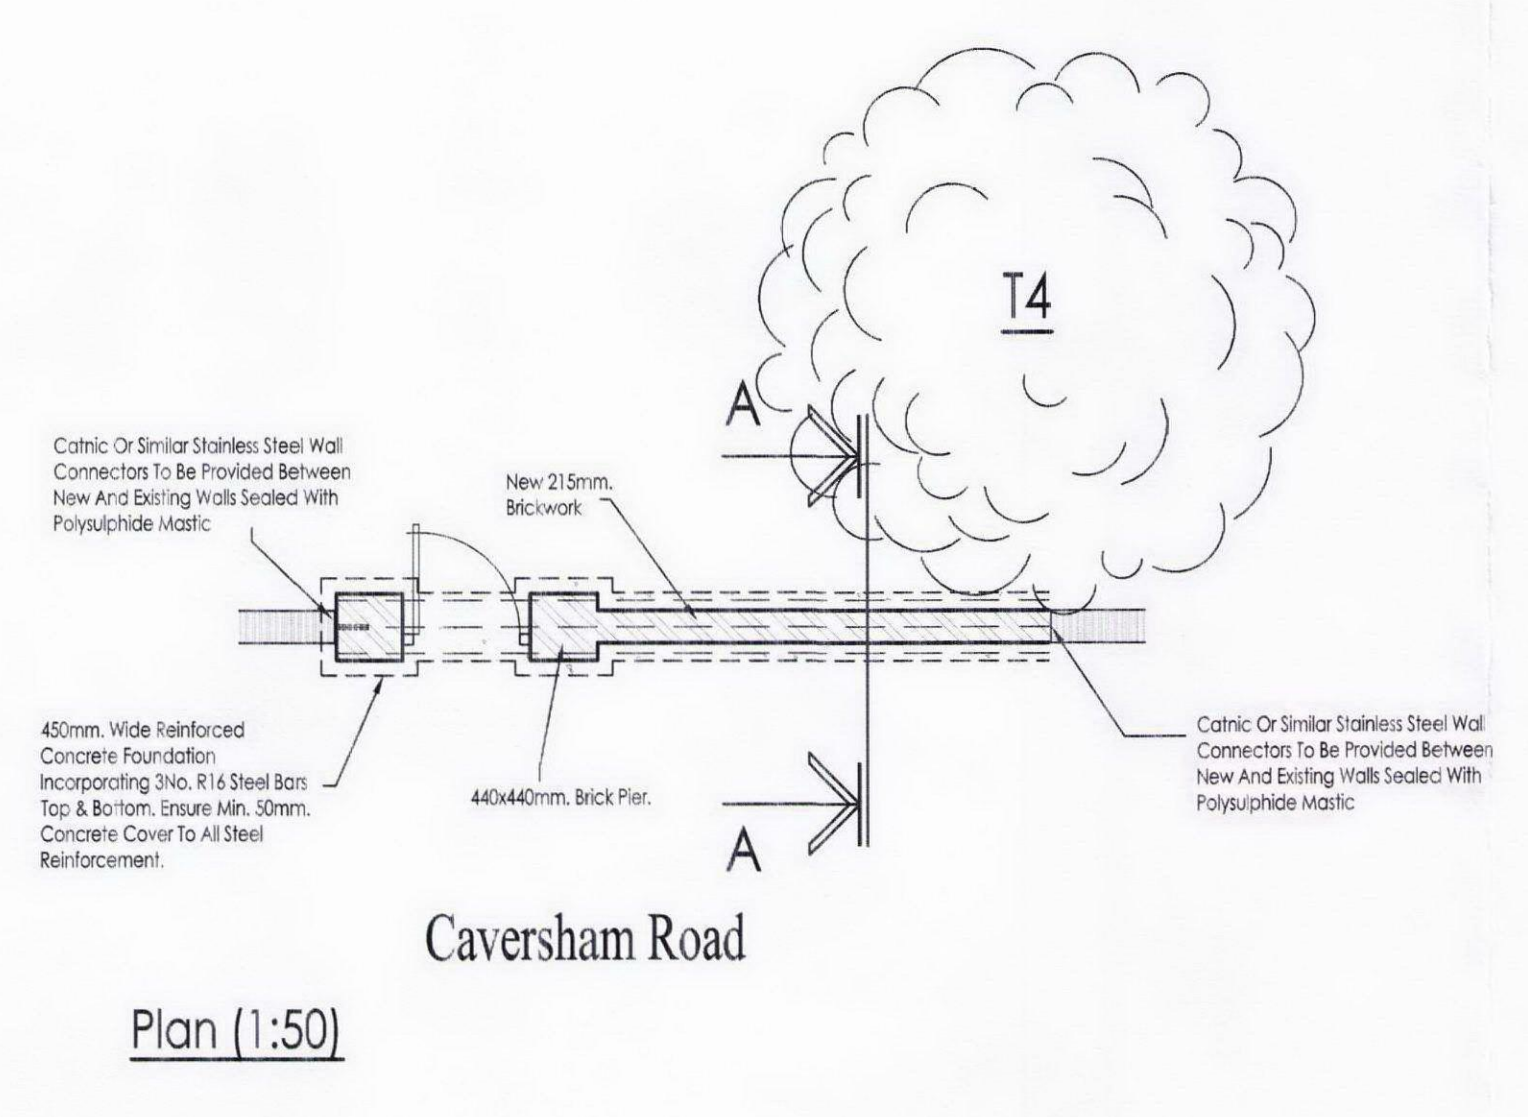 T4
A
Catnic Or Similar Stainless Steel Wall
Connectors To Be Provided Between
New And Existing Walls Sealed With
Polysulphide Mastic
New 215mm.
Brickwork
450mm. Wide Reinforced
Concrete Foundation
Incorporating 3No. R16 Steel Bars
Top & Bottom. Ensure Min. 50mm.
Concrete Cover To All Steel
Reinforcement.
440x440mm. Brick Pier.
Catnic Or Similar Stainless Steel Wall
Connectors To Be Provided Between
New And Existing Walls Sealed With
Polysulphide Mastic
A
Caversham Road
Plan (1:50)